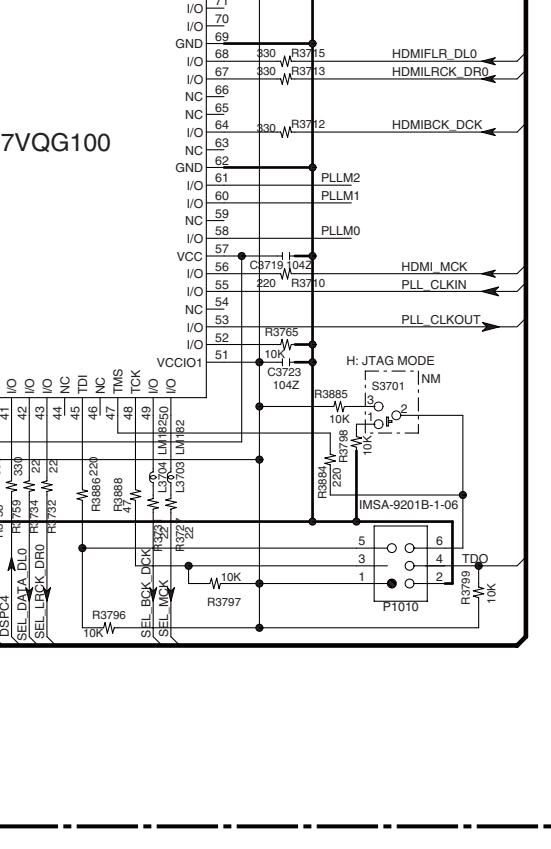 I/O 71
I/O 70
GND 69
I/O 68 330 R3715 HDMIFLR_DL0
I/O 67 330 R3713 HDMILRCK_DR0
NC 66
NC 65
I/O 64 330 R3712 HDMIBCK_DCK
7VQG100
NC 63
GND 62
I/O 61 PLLM2
I/O 60 PLLM1
NC 59
I/O 58 PLLM0
VCC 57
C3719 104Z
I/O 56 220 R3710 HDMI_MCK
I/O 55 PLL_CLKIN
NC 54
I/O 53 PLL_CLKOUT
I/O 52 R3765
10K
VCCIO1 51
C3723
104Z
H: JTAG MODE
S3701 NM
3
2
1
R3885
10K
R3798
10K
R3884
220
I/O I/O I/O NC TDI NC TMS TCK I/O I/O
41 42 43 44 45 46 47 48 49 50
LM182 LM182
L3704 L3703
330 22 22 220
R3759 R3734 R3732 R3886 R3888
47
R3727
22 22
DSPC4
SEL_DATA_DL0
SEL_LRCK_DR0
SEL_BCK_DCK
SEL_MCK
IMSA-9201B-1-06
5 6
3 4 TDO
1 2
P1010
10K
R3797
R3796
10K
R3799
10K